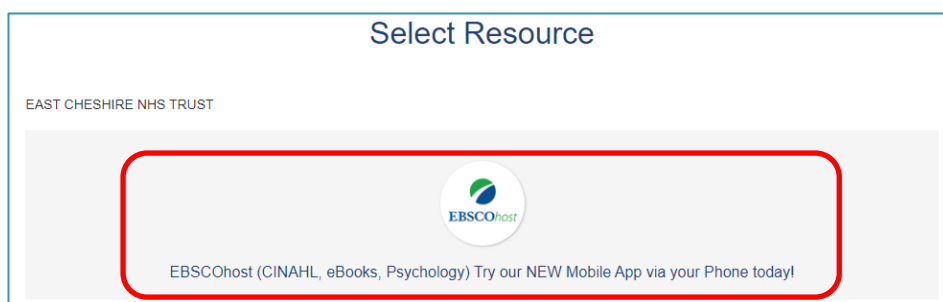 Select Resource
EAST CHESHIRE NHS TRUST
EBSCOhost
EBSCOhost (CINAHL, eBooks, Psychology) Try our NEW Mobile App via your Phone today!